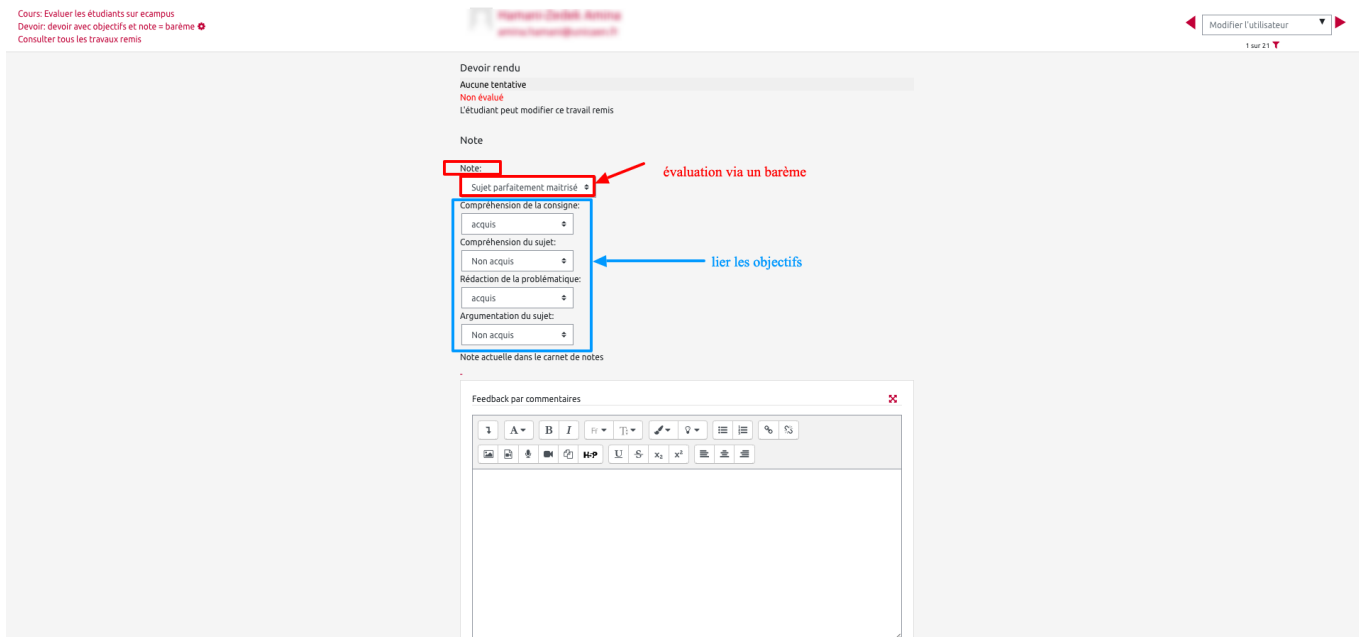 Cours: Evaluer les étudiants sur ecampus
Devoir: devoir avec objectifs et note = barème
Consulter tous les travaux remis
Modifier l'utilisateur
1 sur 21
Devoir rendu
Aucune tentative
Non évalué
L'étudiant peut modifier ce travail remis
Note
Note:
évaluation via un barème
Sujet parfaitement maitrisé
Compréhension de la consigne:
acquis
Compréhension du sujet:
Non acquis
lier les objectifs
Rédaction de la problématique:
acquis
Argumentation du sujet:
Non acquis
Note actuelle dans le carnet de notes
-
Feedback par commentaires
A B I Fr T
H-P U S x₂ x²